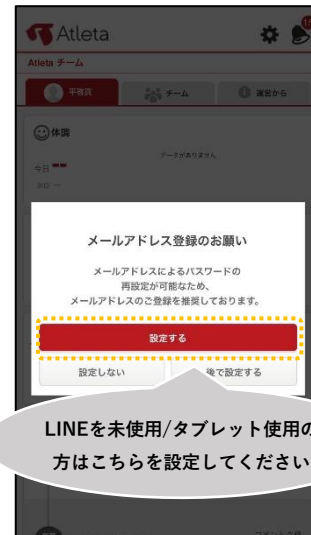 Atleta
Atleta チーム
平良真 チーム 運営から
体調
データがありません
今日 --
メールアドレス登録のお願い
メールアドレスによるパスワードの
再設定が可能なため、
メールアドレスのご登録を推奨しております。
設定する
設定しない 後で設定する
LINEを未使用/タブレット使用の
方はこちらを設定してください